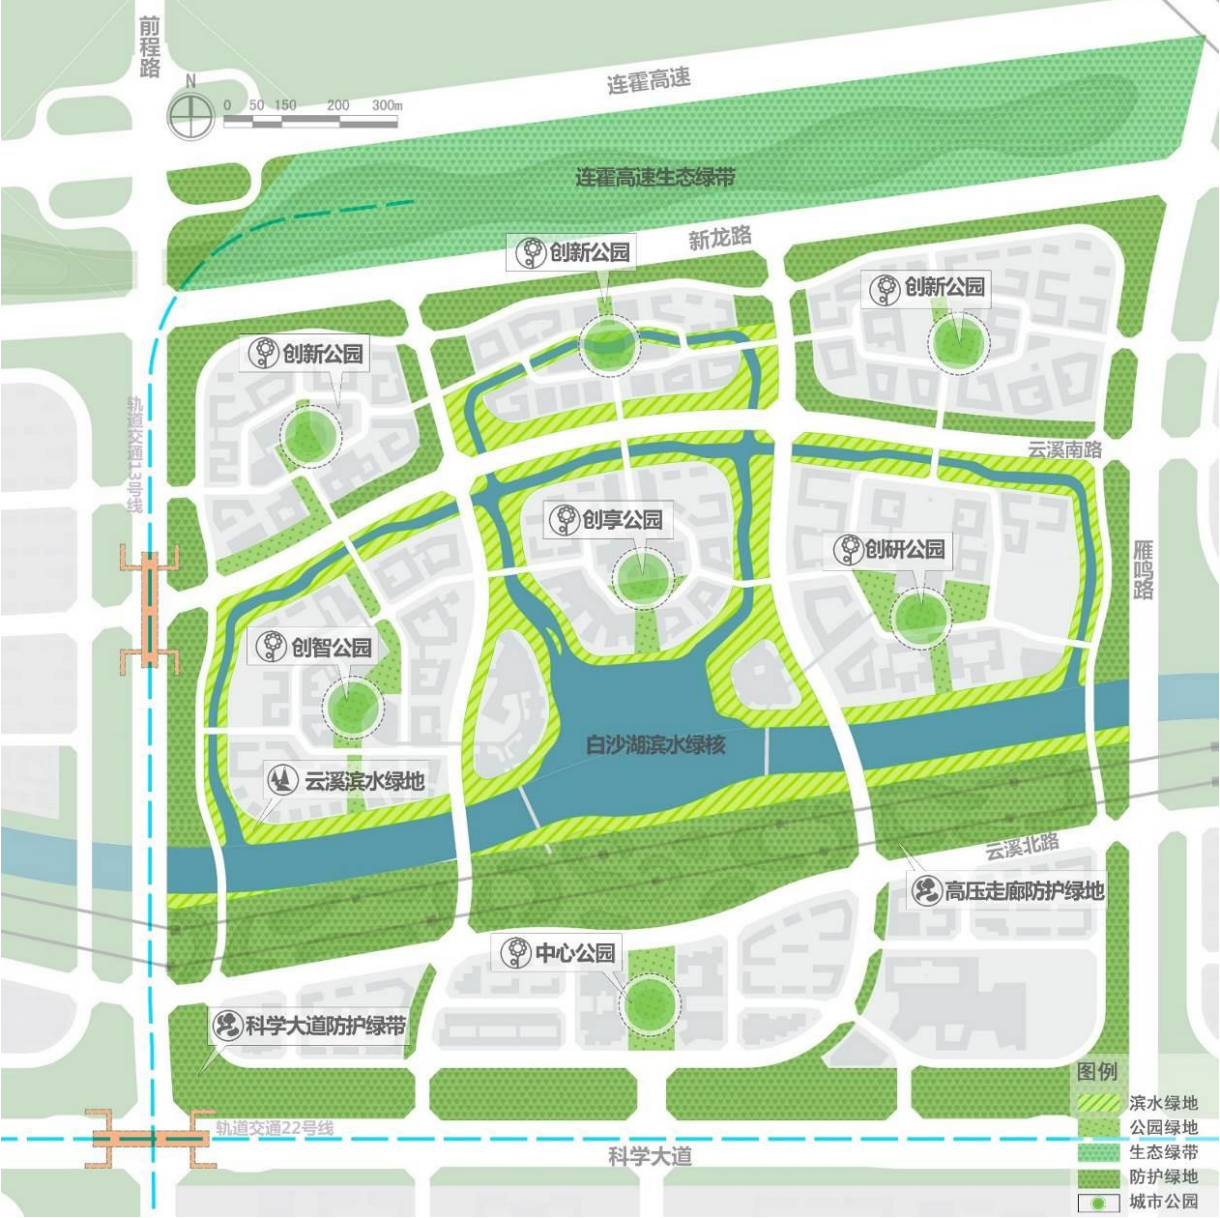 前程路
N
0 50 150 200 300m
连霍高速
连霍高速生态绿带
新龙路
创新公园
创新公园
创新公园
轨道交通13号线
云溪南路
创享公园
创研公园
雁鸣路
创智公园
白沙湖滨水绿核
云溪滨水绿地
云溪北路
高压走廊防护绿地
中心公园
科学大道防护绿带
图例
滨水绿地
公园绿地
生态绿带
防护绿地
城市公园
轨道交通22号线
科学大道